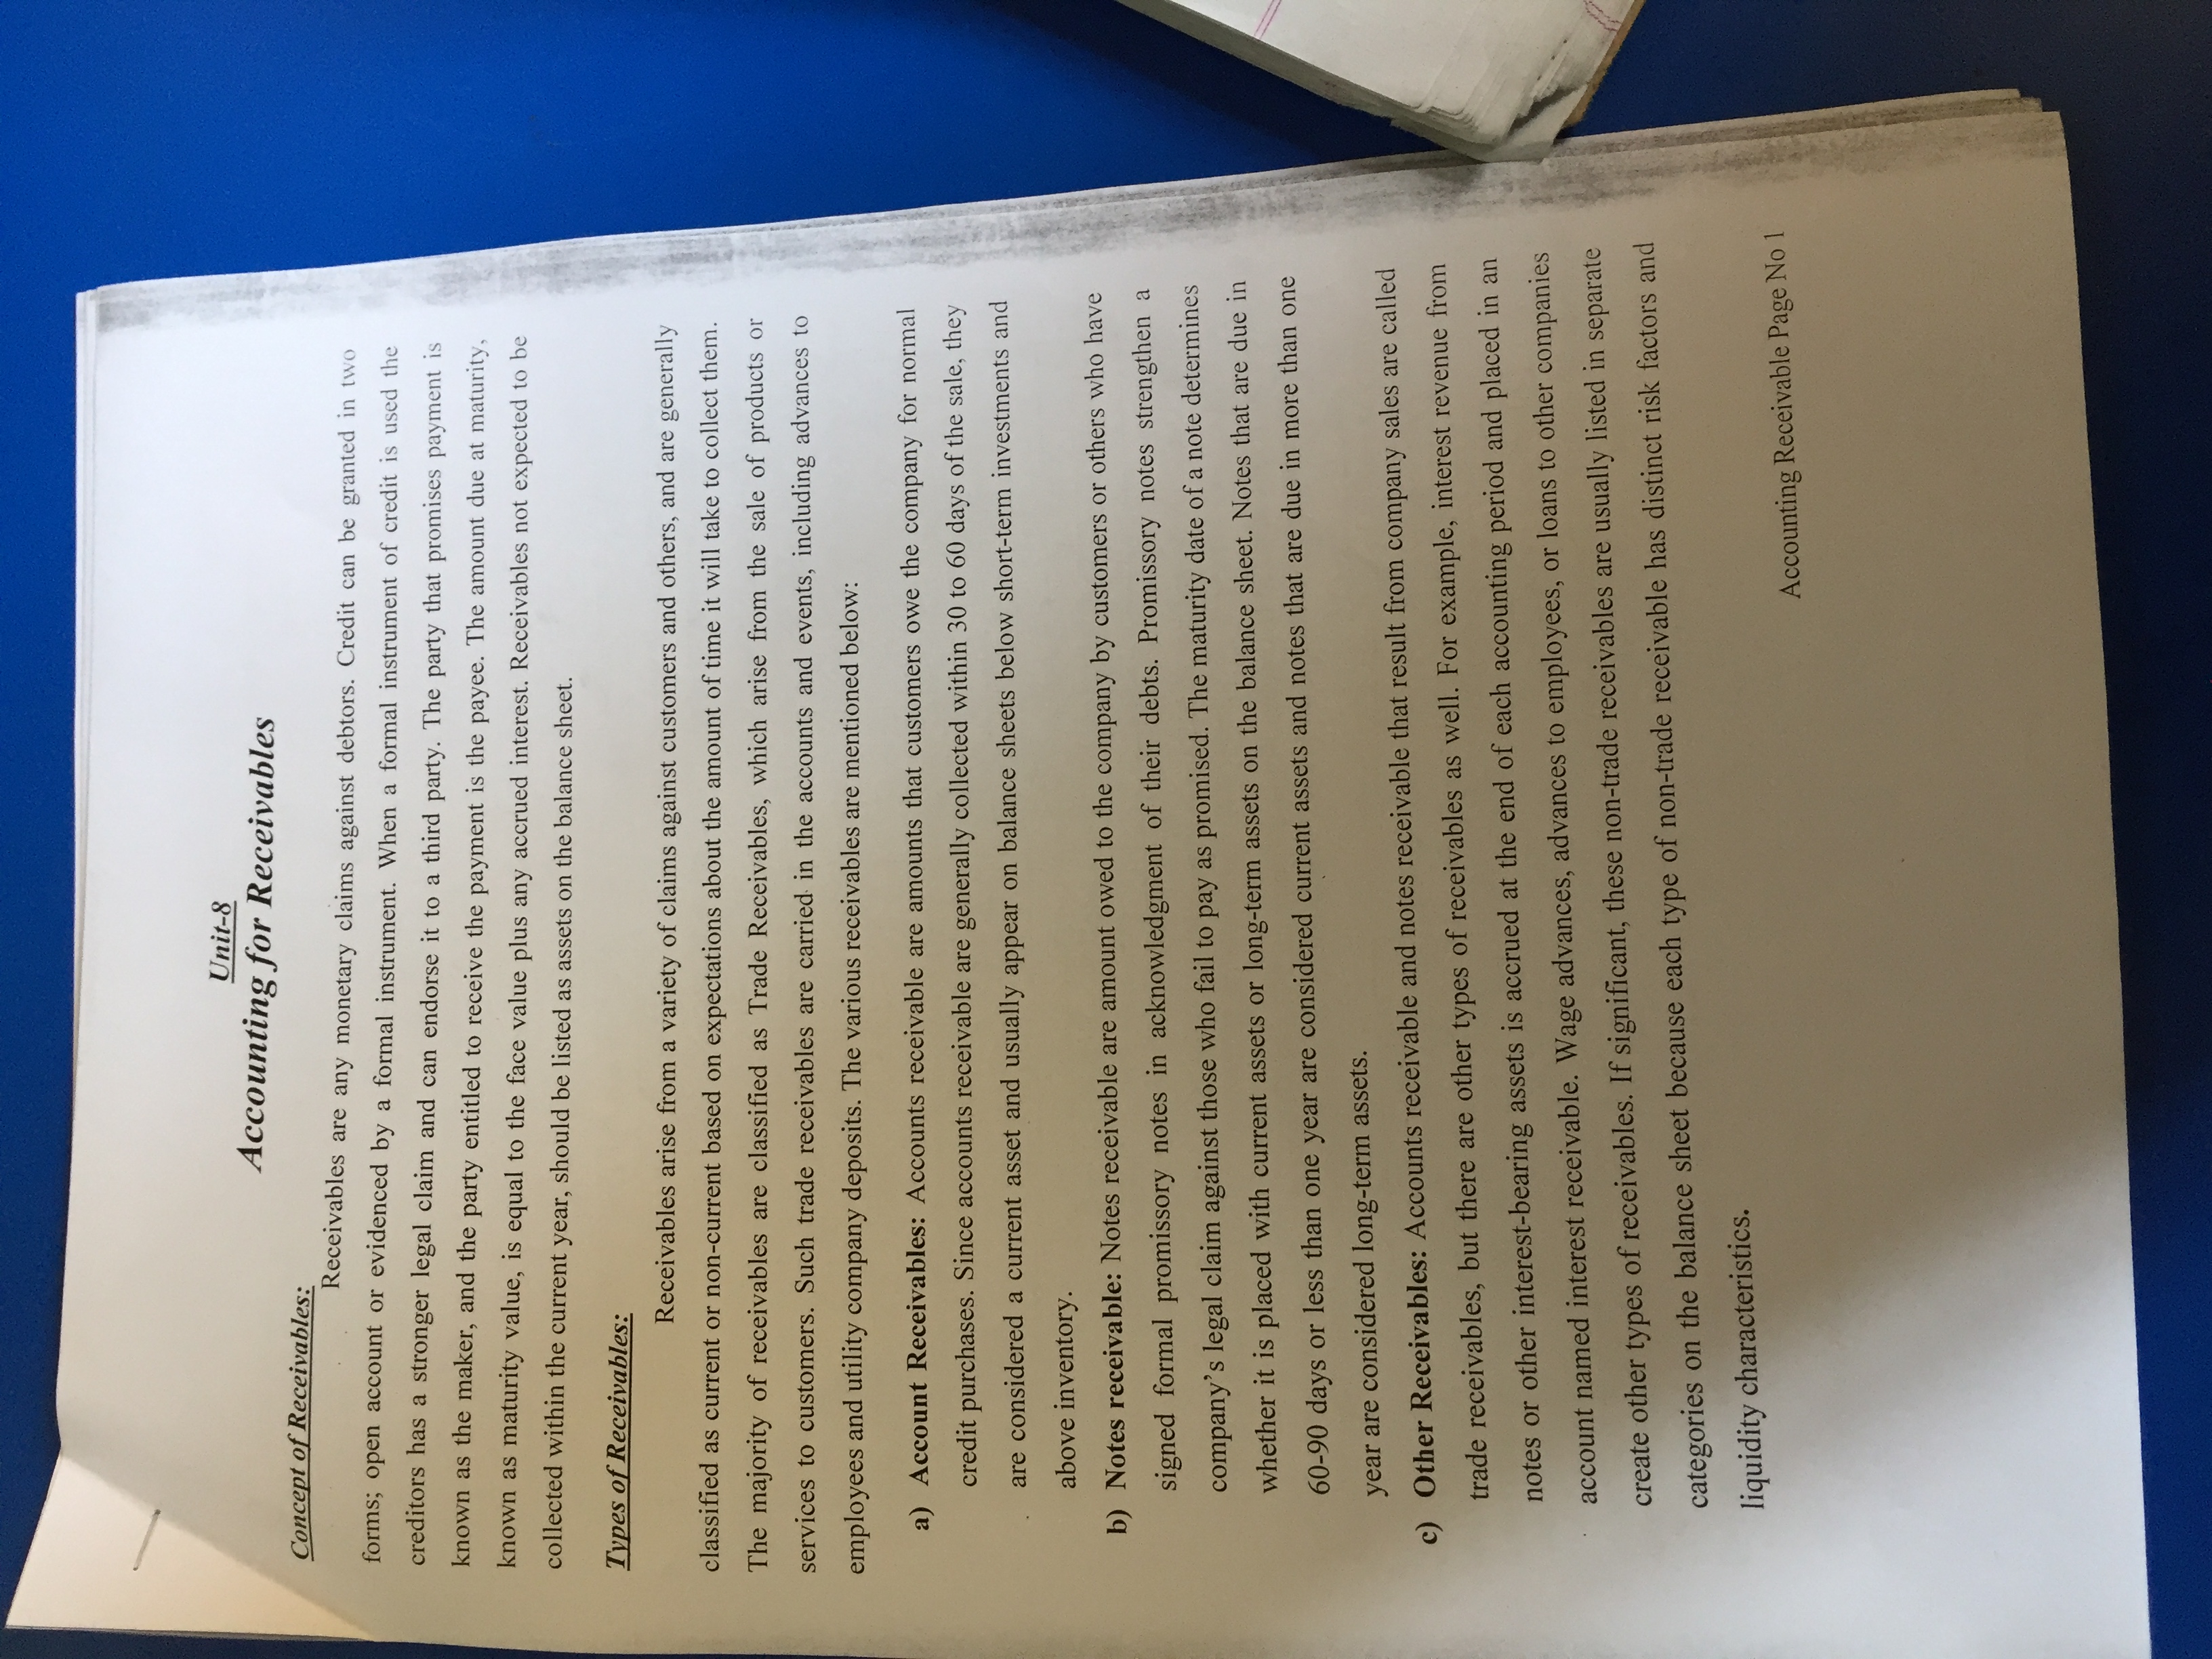 Unit-8
Accounting for Receivables
Concept of Receivables:
Receivables are any monetary claims against debtors. Credit can be granted in two
forms; open account or evidenced by a formal instrument. When a formal instrument of credit is used the
creditors has a stronger legal claim and can endorse it to a third party. The party that promises payment is
known as the maker, and the party entitled to receive the payment is the payee. The amount due at maturity,
known as maturity value, is equal to the face value plus any accrued interest. Receivables not expected to be
collected within the current year, should be listed as assets on the balance sheet.
Types of Receivables:
Receivables arise from a variety of claims against customers and others, and are generally
classified as current or non-current based on expectations about the amount of time it will take to collect them.
The majority of receivables are classified as Trade Receivables, which arise from the sale of products or
services to customers. Such trade receivables are carried in the accounts and events, including advances to
employees and utility company deposits. The various receivables are mentioned below:
a) Account Receivables: Accounts receivable are amounts that customers owe the company for normal
credit purchases. Since accounts receivable are generally collected within 30 to 60 days of the sale, they
are considered a current asset and usually appear on balance sheets below short-term investments and
above inventory.
b) Notes receivable: Notes receivable are amount owed to the company by customers or others who have
signed formal promissory notes in acknowledgment of their debts. Promissory notes strengthen a
company's legal claim against those who fail to pay as promised. The maturity date of a note determines
whether it is placed with current assets or long-term assets on the balance sheet. Notes that are due in
60-90 days or less than one year are considered current assets and notes that are due in more than one
year are considered long-term assets.
c) Other Receivables: Accounts receivable and notes receivable that result from company sales are called
trade receivables, but there are other types of receivables as well. For example, interest revenue from
notes or other interest-bearing assets is accrued at the end of each accounting period and placed in an
account named interest receivable. Wage advances, advances to employees, or loans to other companies
create other types of receivables. If significant, these non-trade receivables are usually listed in separate
categories on the balance sheet because each type of non-trade receivable has distinct risk factors and
liquidity characteristics.
Accounting Receivable Page No 1